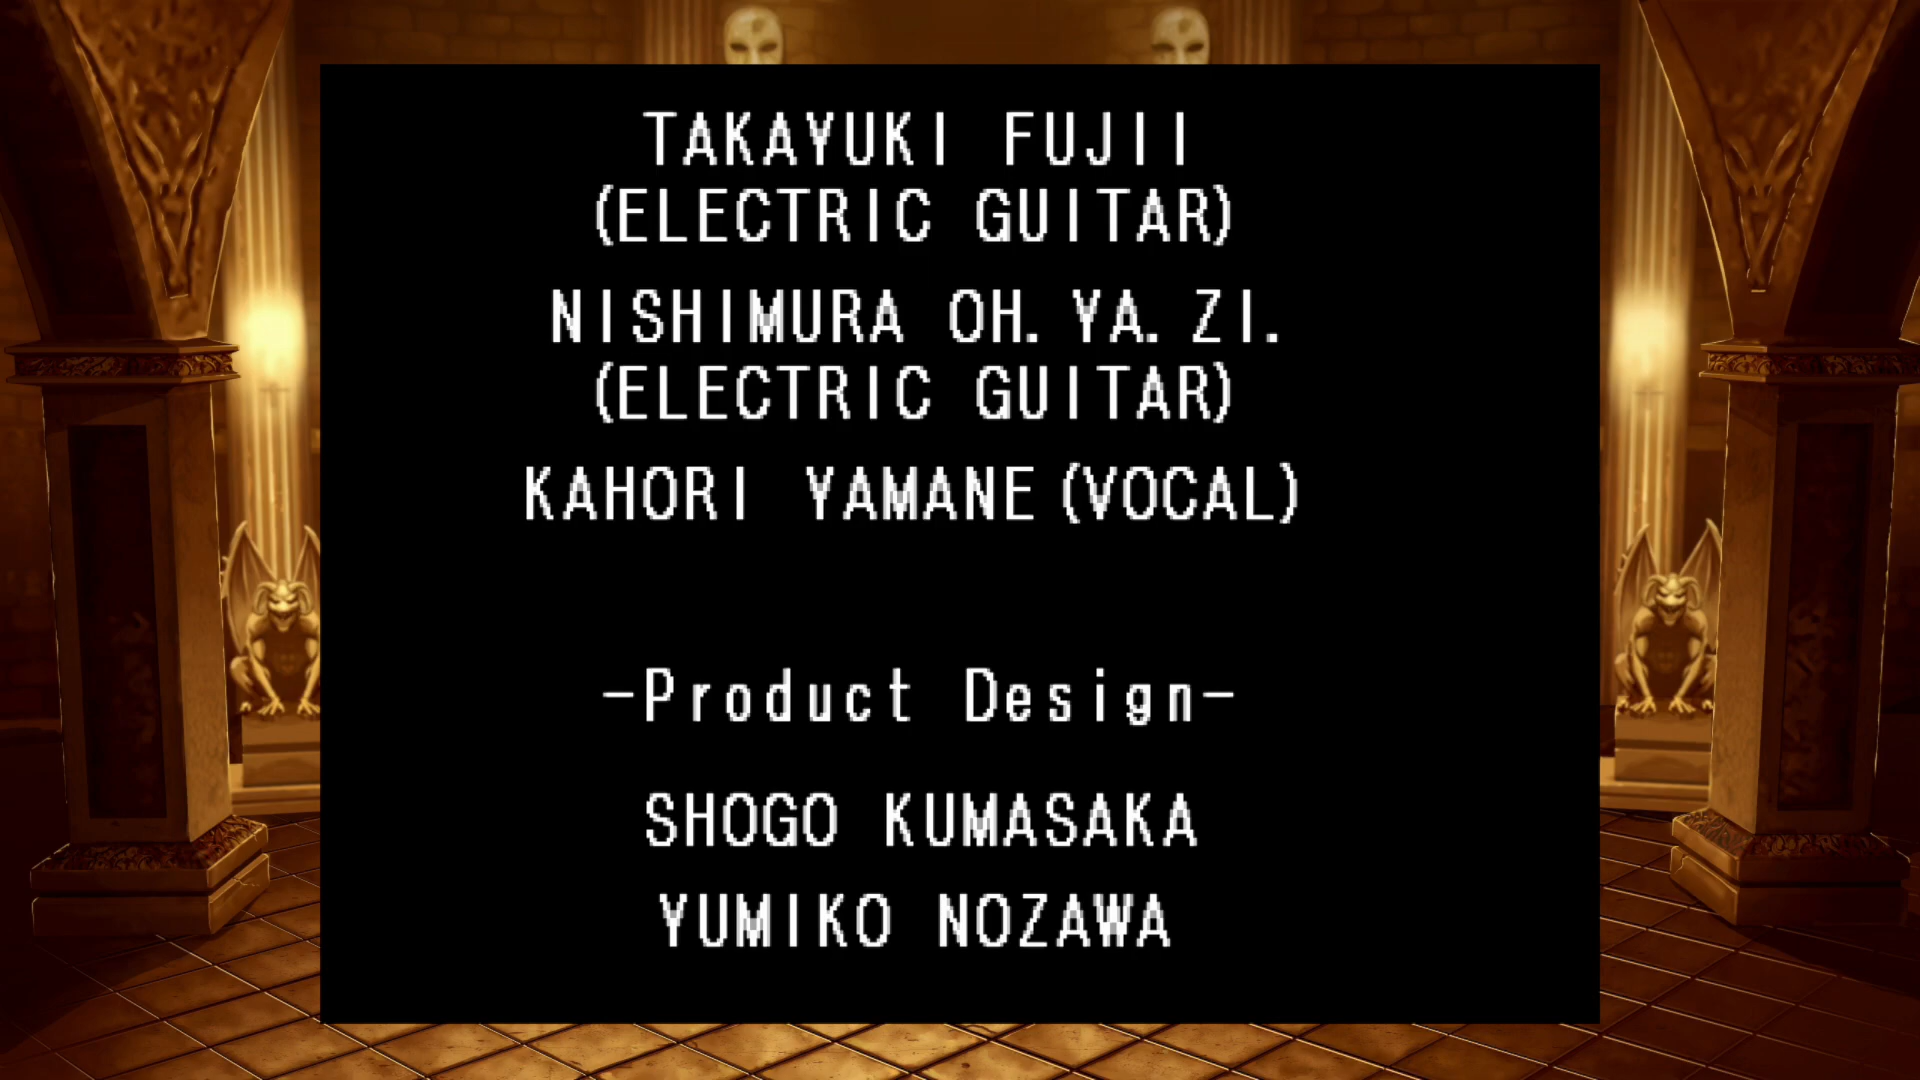 TAKAYUKI FUJII
(ELECTRIC GUITAR)
NISHIMURA OH. YA. ZI.
(ELECTRIC GUITAR)
KAHORI YAMANE(VOCAL)
-Product Design-
SHOGO KUMASAKA
YUMIKO NOZAWA